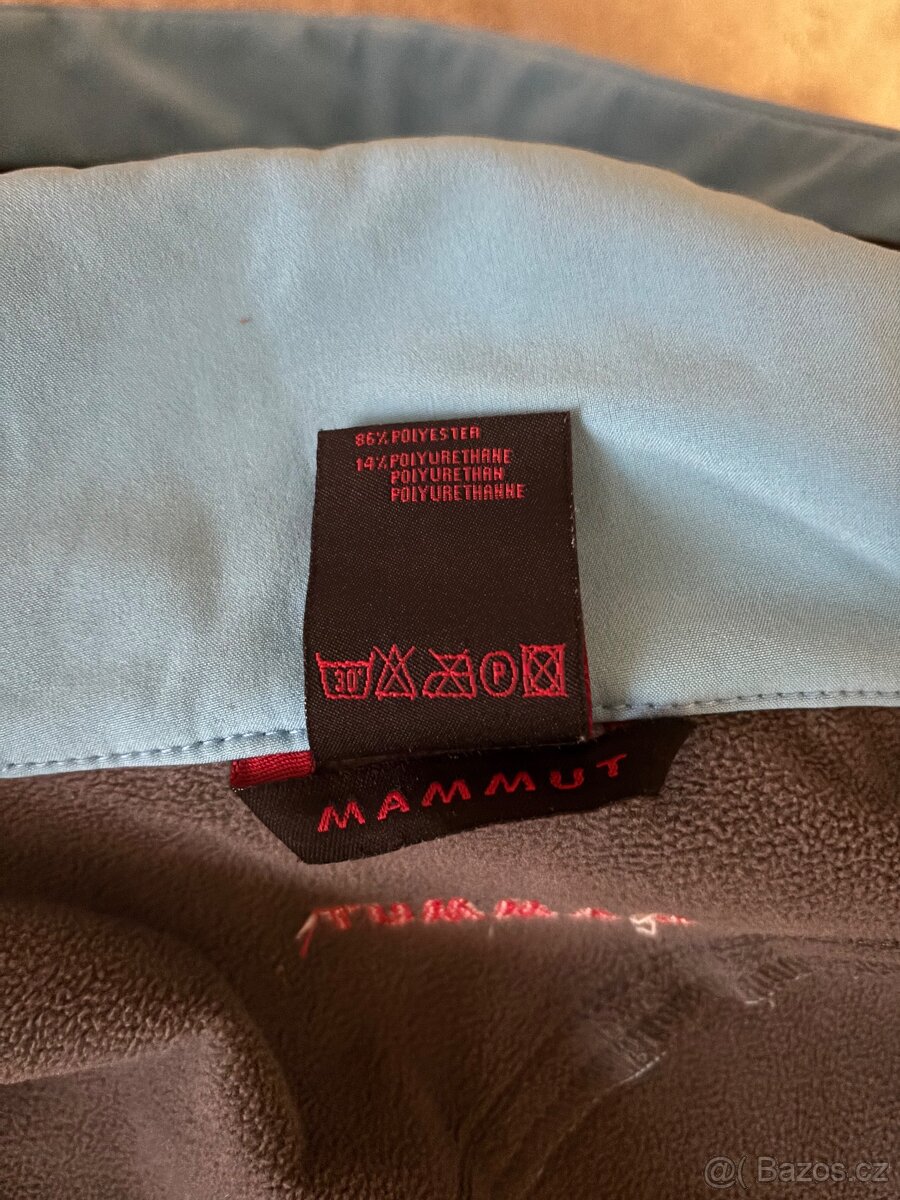 86% POLYESTER
14% POLYURETHANE
POLYURETHAN
POLYURETHANNE
30°
P
MAMMUT
@( Bazos.cz